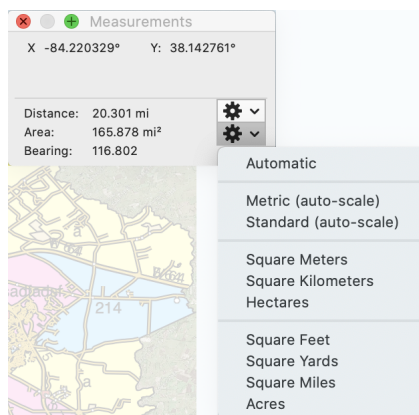 Measurements
X -84.220329° Y: 38.142761°
Distance: 20.301 mi
Area: 165.878 mi²
Bearing: 116.802
Automatic
Metric (auto-scale)
Standard (auto-scale)
Square Meters
Square Kilometers
Hectares
Square Feet
Square Yards
Square Miles
Acres
214